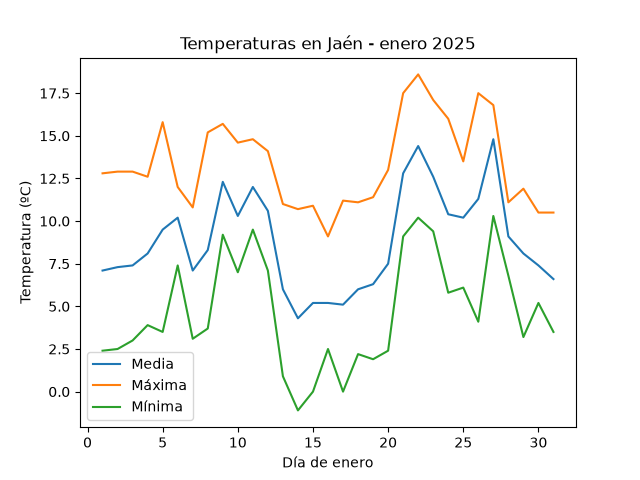 Temperaturas en Jaén - enero 2025
Temperatura (ºC)
17.5
15.0
12.5
10.0
7.5
5.0
2.5
0.0
Media
Máxima
Mínima
0 5 10 15 20 25 30
Día de enero